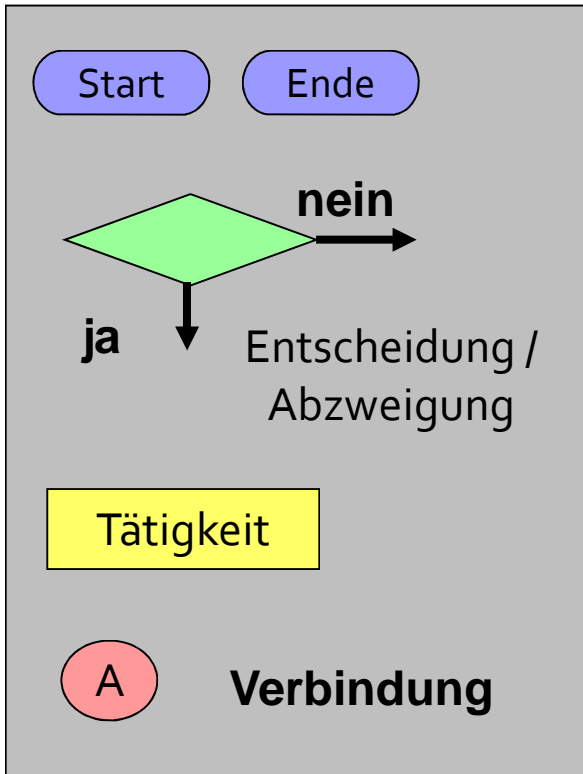 Start
Ende
nein
ja
Entscheidung /
Abzweigung
Tätigkeit
A
Verbindung